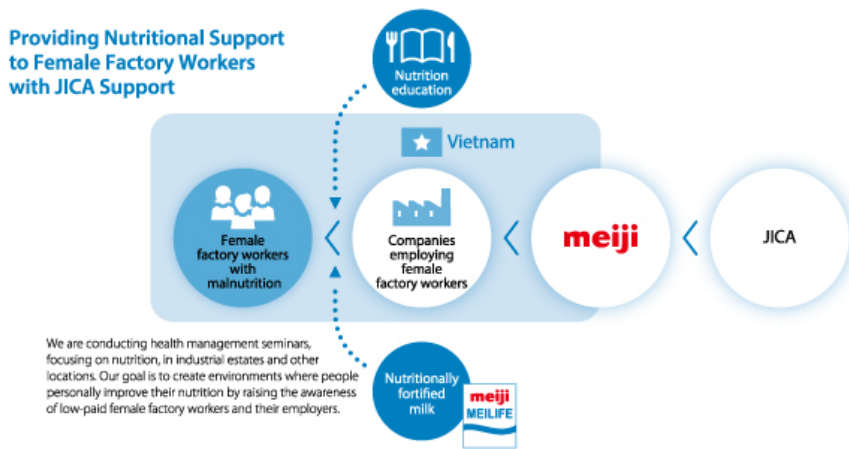 Providing Nutritional Support
to Female Factory Workers
with JICA Support
Nutrition
education
Vietnam
Female
factory workers
with
malnutrition
Companies
employing
female
factory workers
meiji
JICA
We are conducting health management seminars,
focusing on nutrition, in industrial estates and other
locations. Our goal is to create environments where people
personally improve their nutrition by raising the awareness
of low-paid female factory workers and their employers.
Nutritionally
fortified
milk
meiji
MEILIFE